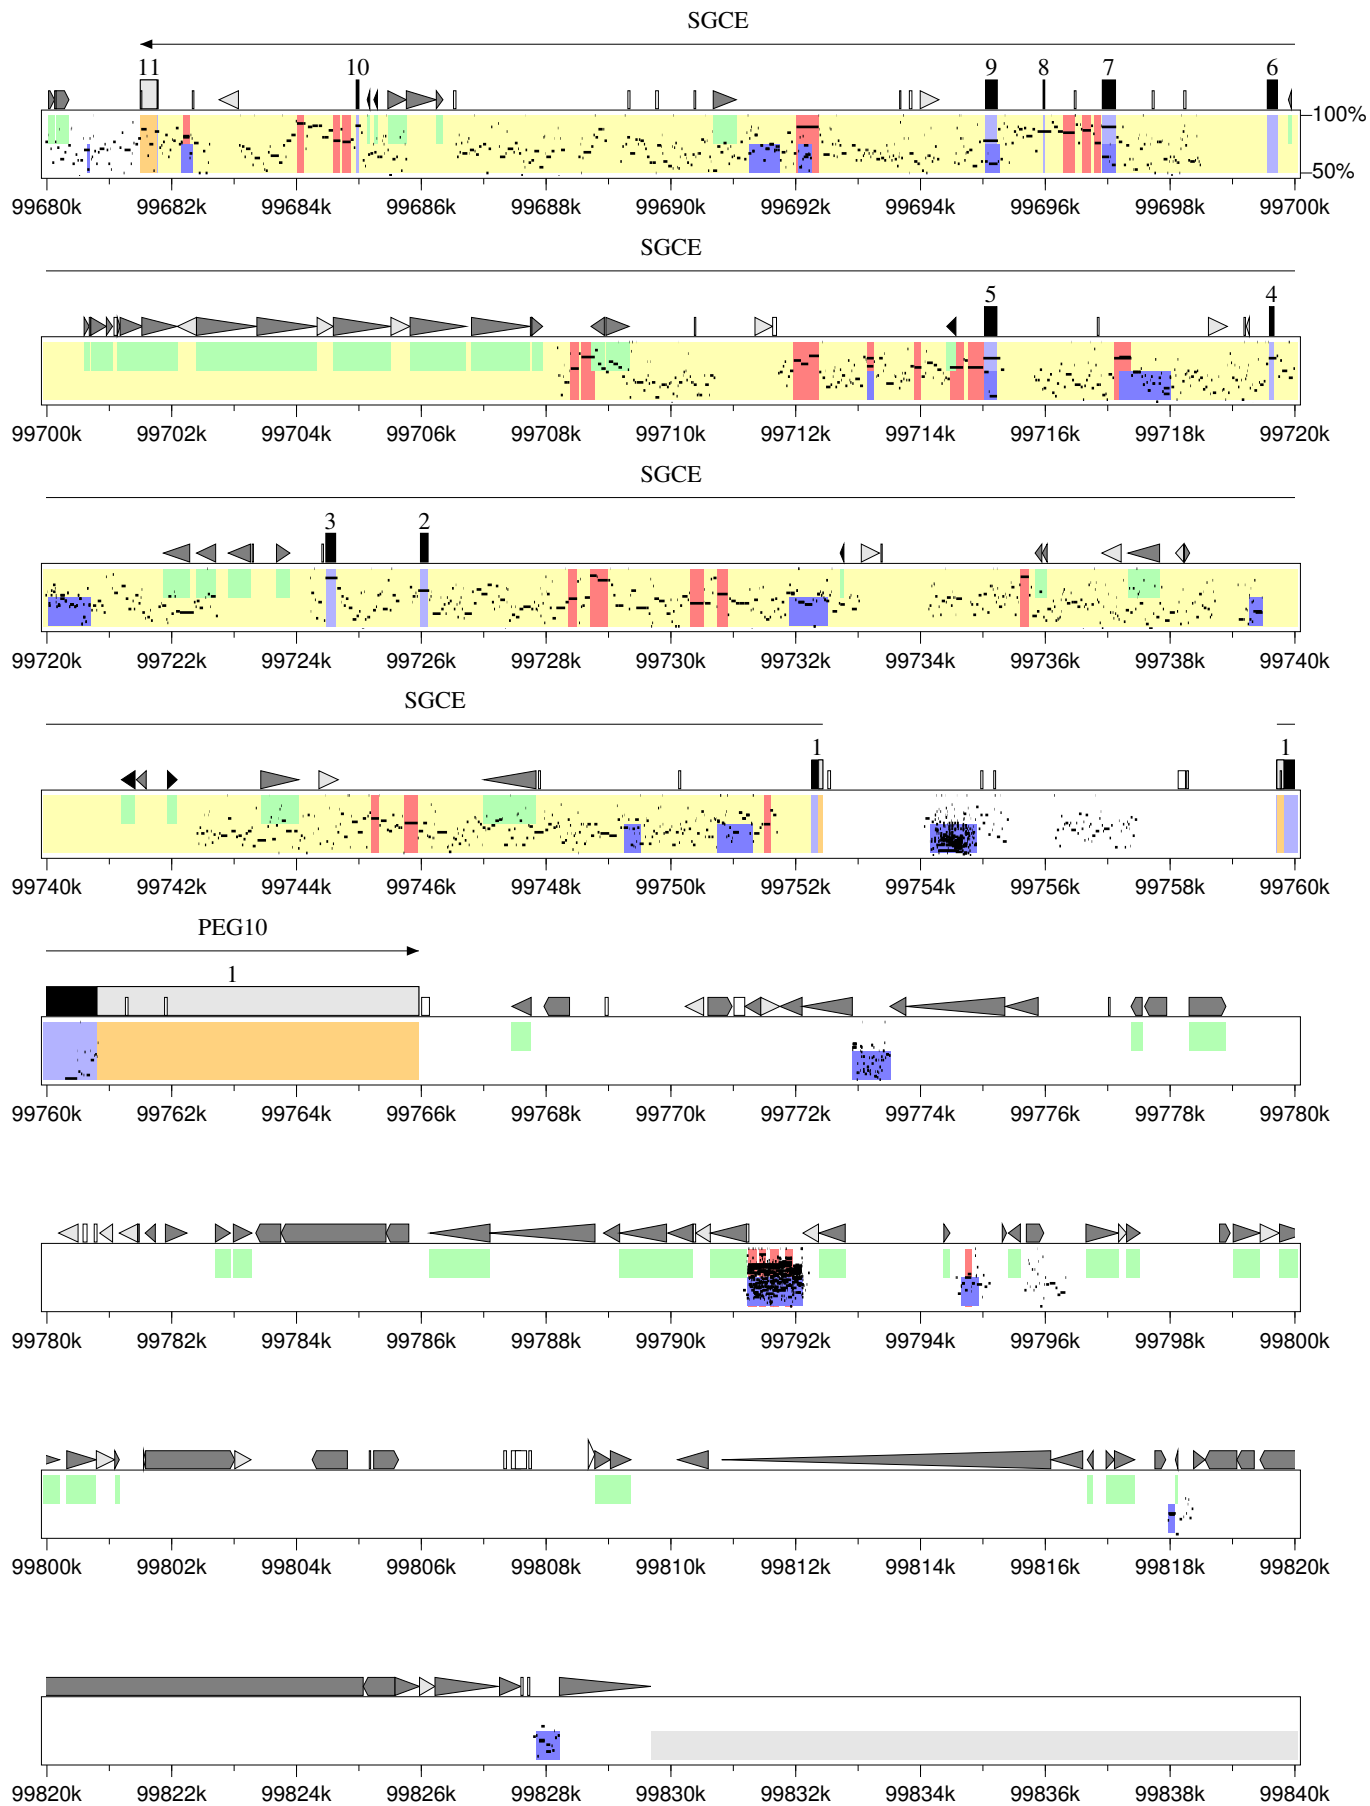 SGCE
11 10 9 8 7 6
100%
50%
99680k 99682k 99684k 99686k 99688k 99690k 99692k 99694k 99696k 99698k 99700k
SGCE
5 4
99700k 99702k 99704k 99706k 99708k 99710k 99712k 99714k 99716k 99718k 99720k
SGCE
3 2
99720k 99722k 99724k 99726k 99728k 99730k 99732k 99734k 99736k 99738k 99740k
SGCE
1 1
99740k 99742k 99744k 99746k 99748k 99750k 99752k 99754k 99756k 99758k 99760k
PEG10
1
99760k 99762k 99764k 99766k 99768k 99770k 99772k 99774k 99776k 99778k 99780k
99780k 99782k 99784k 99786k 99788k 99790k 99792k 99794k 99796k 99798k 99800k
99800k 99802k 99804k 99806k 99808k 99810k 99812k 99814k 99816k 99818k 99820k
99820k 99822k 99824k 99826k 99828k 99830k 99832k 99834k 99836k 99838k 99840k